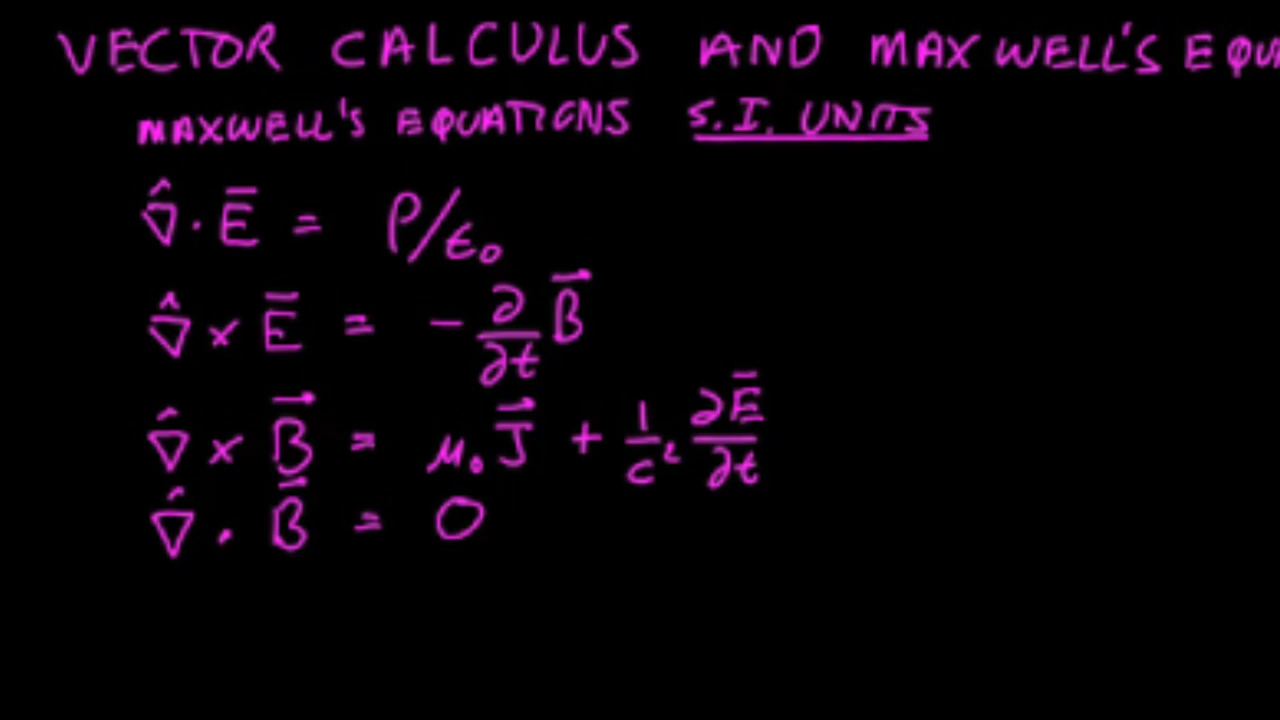 VECTOR CALCULUS AND MAXWELL'S EQU
MAXWELL'S EQUATIONS S.I. UNITS
∇̂ · E̅ = ρ/ε₀
∇̂ × E̅ = - ∂/∂t B⃗
∇̂ × B⃗ = μ₀ J⃗ + 1/c² ∂E̅/∂t
∇̂ · B⃗ = 0